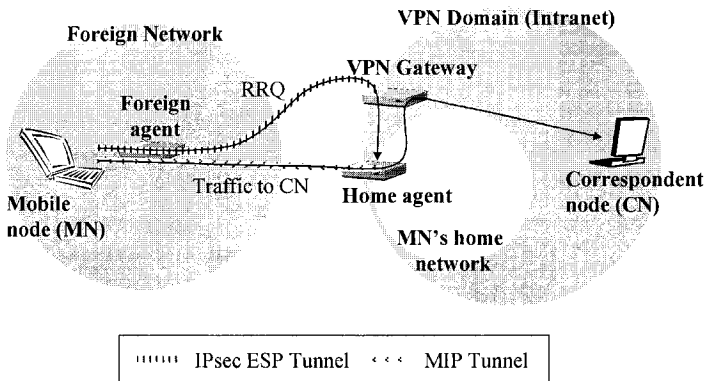 VPN Domain (Intranet)
Foreign Network
VPN Gateway
RRQ
Foreign
agent
Traffic to CN
Home agent
Correspondent
node (CN)
Mobile
node (MN)
MN's home
network
IPsec ESP Tunnel
MIP Tunnel